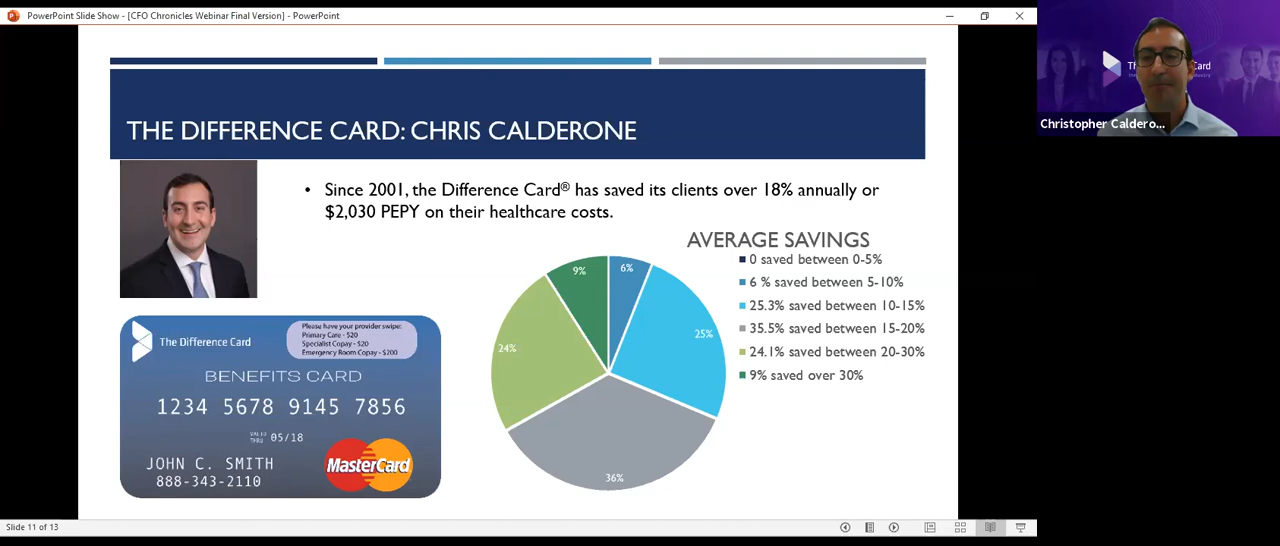 PowerPoint Slide Show - [CFO Chronicles Webinar Final Version] - PowerPoint
THE DIFFERENCE CARD: CHRIS CALDERONE
Christopher Caldero...
• Since 2001, the Difference Card® has saved its clients over 18% annually or
$2,030 PEPY on their healthcare costs.
AVERAGE SAVINGS
0 saved between 0-5%
6 % saved between 5-10%
25.3% saved between 10-15%
35.5% saved between 15-20%
24.1% saved between 20-30%
9% saved over 30%
9%
6%
25%
24%
36%
The Difference Card
Please have your provider swipe:
Primary Care - $20
Specialist Copay - $20
Emergency Room Copay - $200
BENEFITS CARD
1234 5678 9145 7856
VALID
THRU
05/18
JOHN C. SMITH
888-343-2110
MasterCard
Slide 11 of 13